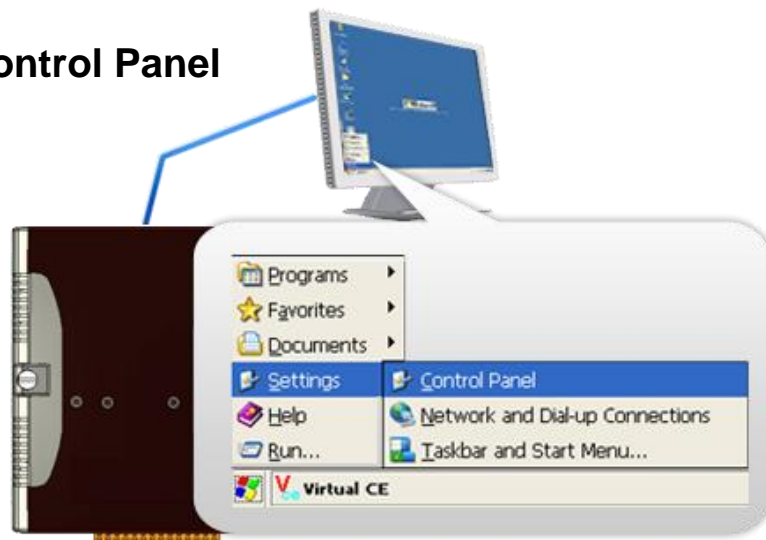 ontrol Panel
Programs
Favorites
Documents
Settings
Control Panel
Help
Network and Dial-up Connections
Run...
Taskbar and Start Menu...
Virtual CE